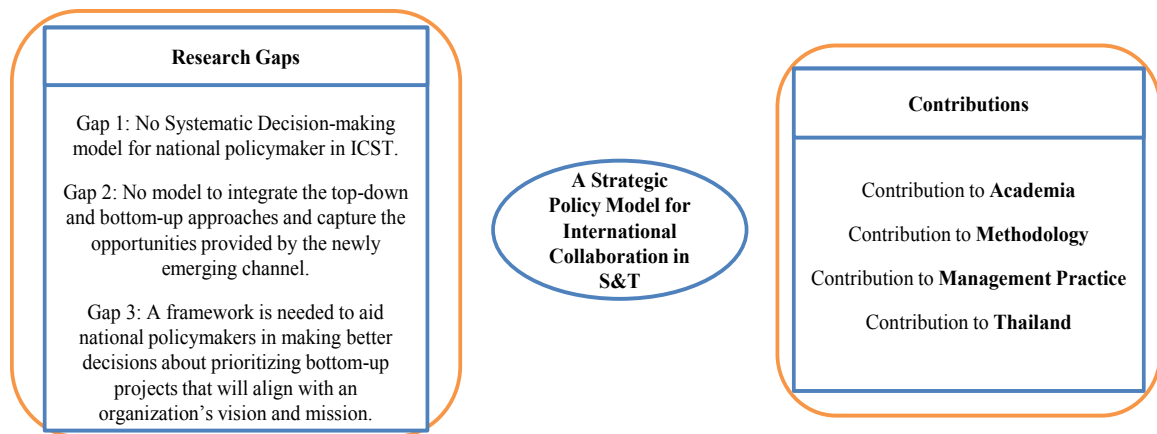 Research Gaps
Gap 1: No Systematic Decision-making
model for national policymaker in ICST.
Gap 2: No model to integrate the top-down
and bottom-up approaches and capture the
opportunities provided by the newly
emerging channel.
Gap 3: A framework is needed to aid
national policymakers in making better
decisions about prioritizing bottom-up
projects that will align with an
organization’s vision and mission.
A Strategic
Policy Model for
International
Collaboration in
S&T
Contributions
Contribution to Academia
Contribution to Methodology
Contribution to Management Practice
Contribution to Thailand